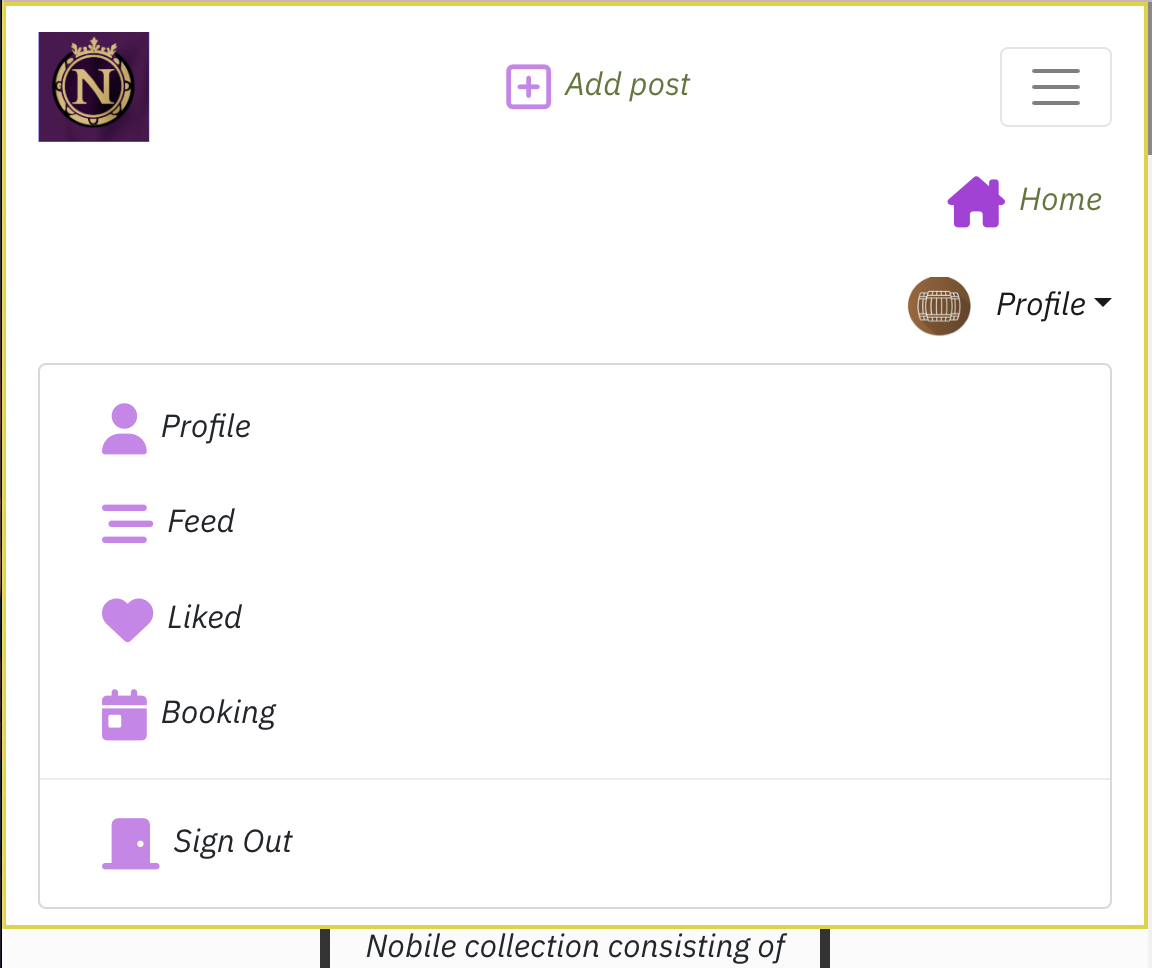 N
Add post
Home
Profile
Profile
Feed
Liked
Booking
Sign Out
Nobile collection consisting of